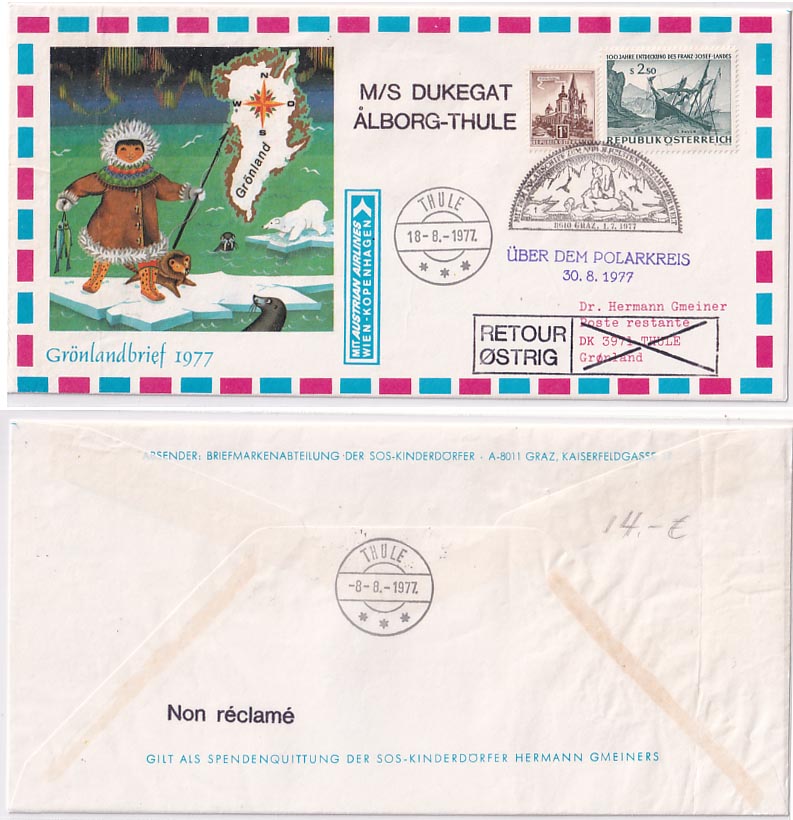 N
W O
S
Grönland
Grönlandbrief 1977
MIT AUSTRIAN AIRLINES
WIEN-KOPENHAGEN
M/S DUKEGAT
ÅLBORG-THULE
100 JAHRE ENTDECKUNG DES FRANZ JOSEF-LANDES
S 2.50
REPUBLIK ÖSTERREICH
THULE
18-8.-1977.
8010 GRAZ, 1.7.1977
ÜBER DEM POLARKREIS
30.8.1977
Dr. Hermann Gmeiner
Poste restante
DK 3971 THULE
Grønland
RETOUR
ØSTRIG
ABSENDER: BRIEFMARKENABTEILUNG DER SOS-KINDERDÖRFER · A-8011 GRAZ, KAISERFELDGASSE
14.-€
THULE
-8-8.-1977.
Non réclamé
GILT ALS SPENDENQUITTUNG DER SOS-KINDERDÖRFER HERMANN GMEINERS